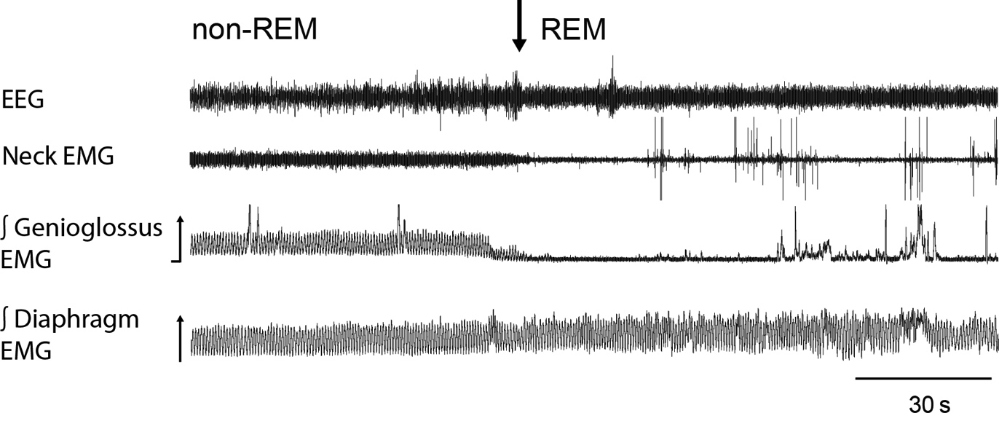 non-REM
REM
EEG
Neck EMG
∫ Genioglossus
EMG
∫ Diaphragm
EMG
30 s